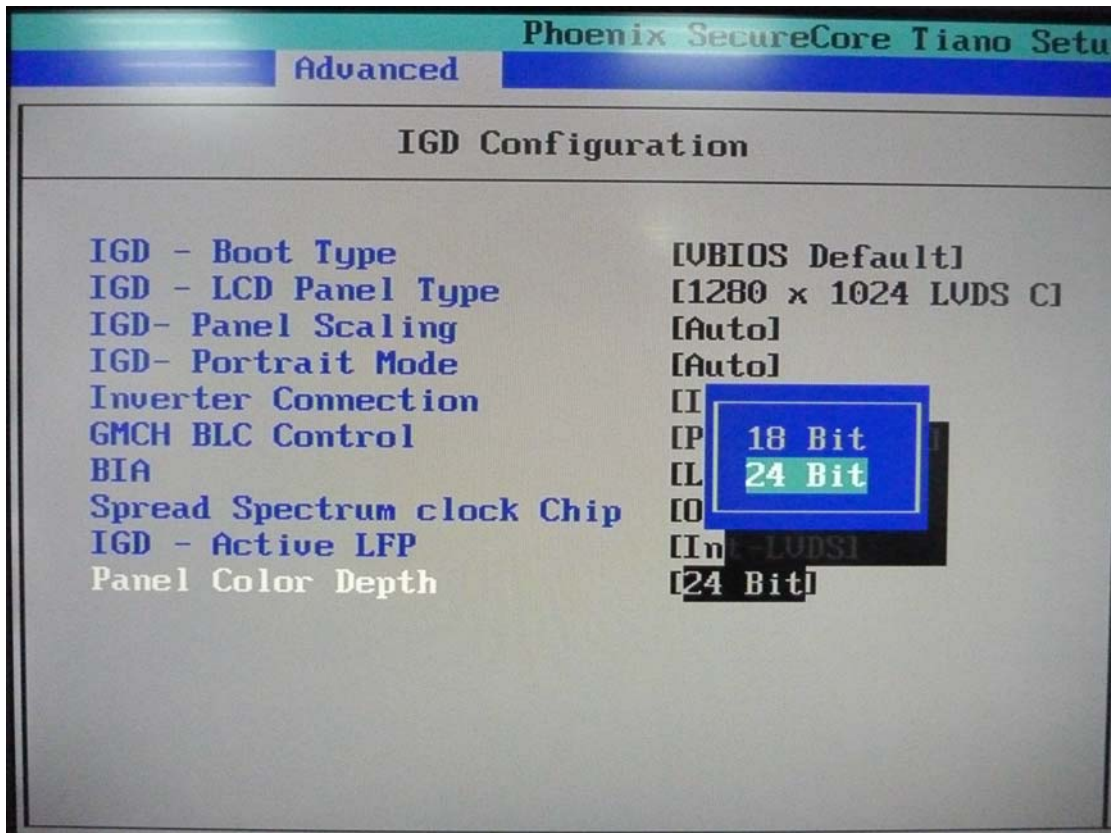 Phoenix SecureCore Tiano Setu
Advanced
IGD Configuration
IGD - Boot Type [VBIOS Default]
IGD - LCD Panel Type [1280 x 1024 LVDS C]
IGD- Panel Scaling [Auto]
IGD- Portrait Mode [Auto]
Inverter Connection [I
GMCH BLC Control [P
BIA [L
Spread Spectrum clock Chip [O
IGD - Active LFP [Int-LVDS1
Panel Color Depth [24 Bit]
18 Bit
24 Bit